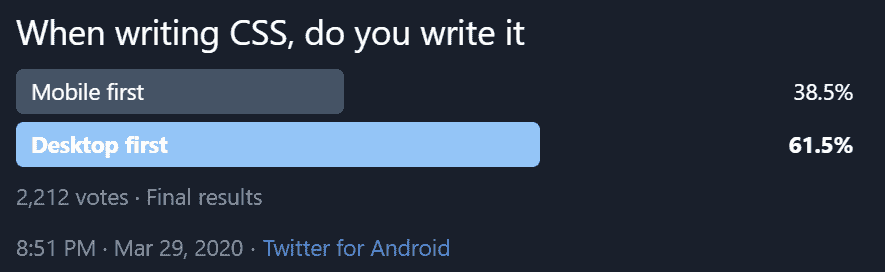 When writing CSS, do you write it
Mobile first 38.5%
Desktop first 61.5%
2,212 votes · Final results
8:51 PM · Mar 29, 2020 · Twitter for Android